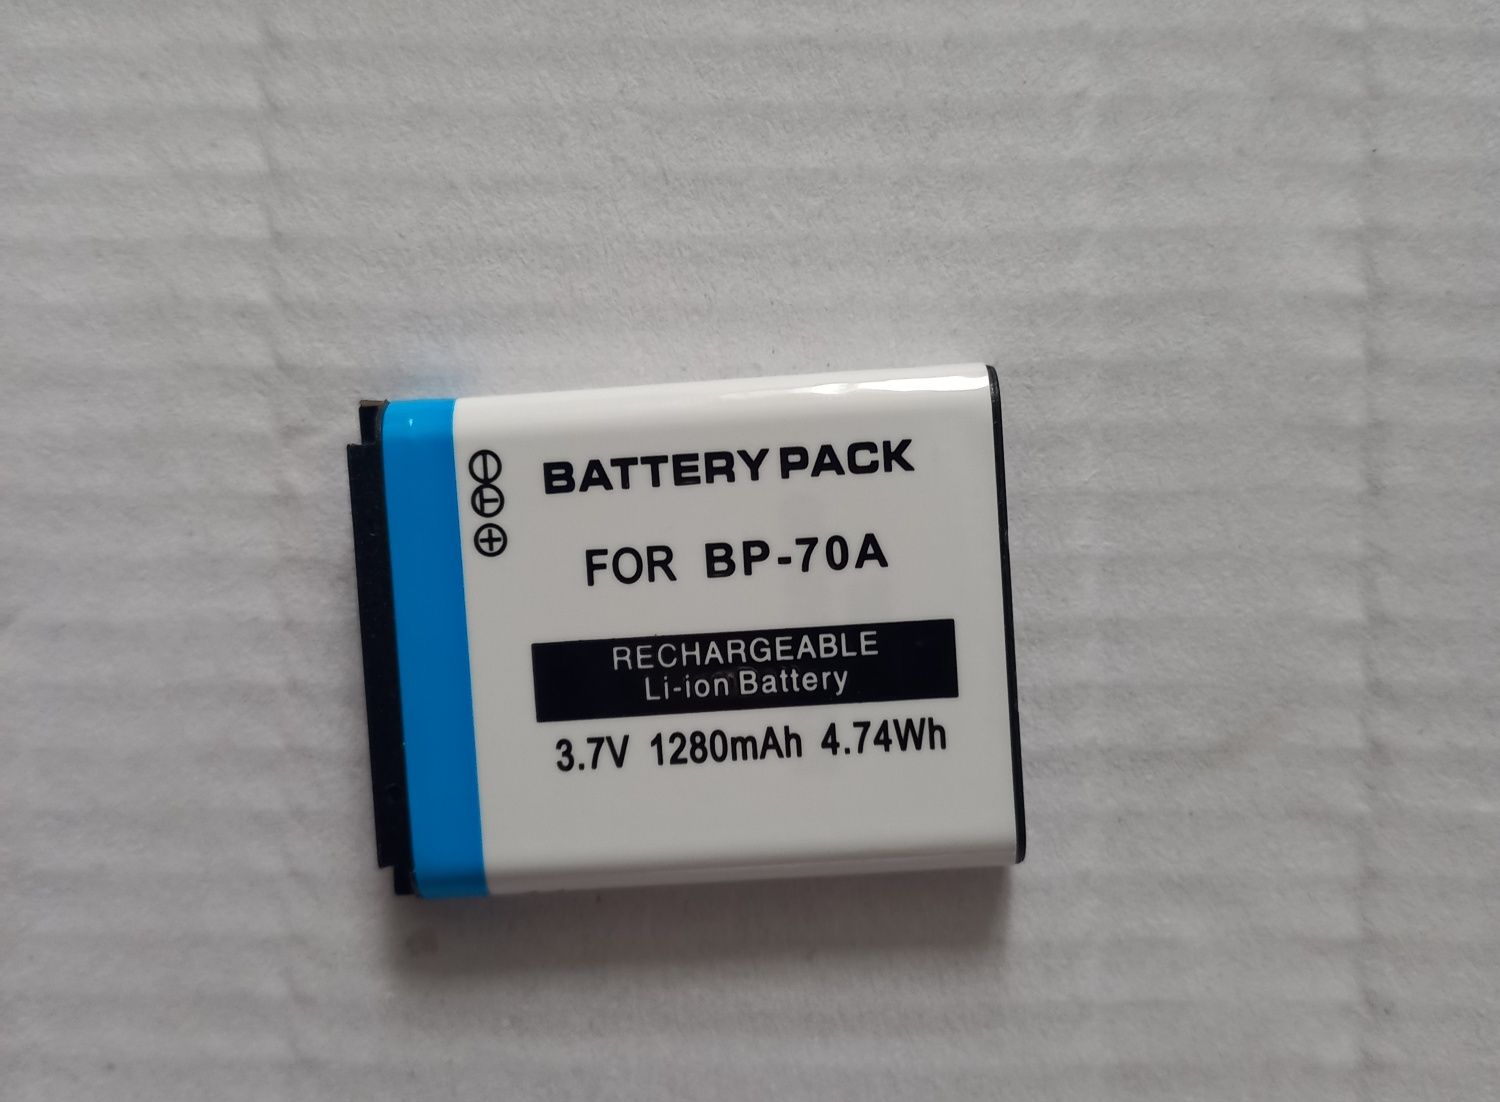 BATTERY PACK
FOR BP-70A
RECHARGEABLE
Li-ion Battery
3.7V 1280mAh 4.74Wh